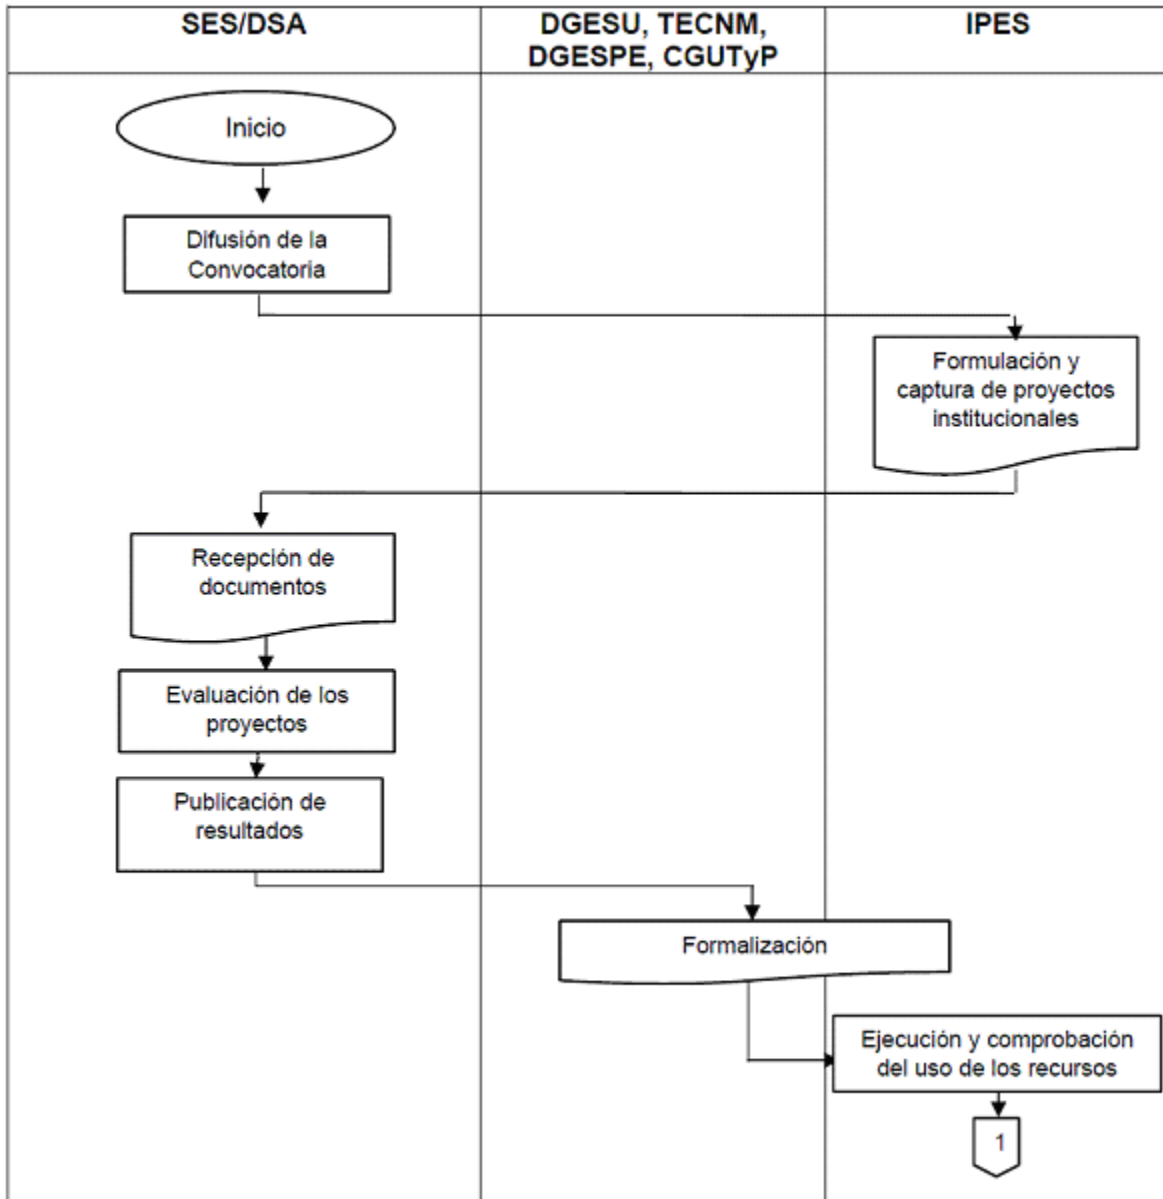 SES/DSA
DGESU, TECNM,
DGESPE, CGUTyP
IPES
Inicio
Difusión de la
Convocatoria
Formulación y
captura de proyectos
institucionales
Recepción de
documentos
Evaluación de los
proyectos
Publicación de
resultados
Formalización
Ejecución y comprobación
del uso de los recursos
1